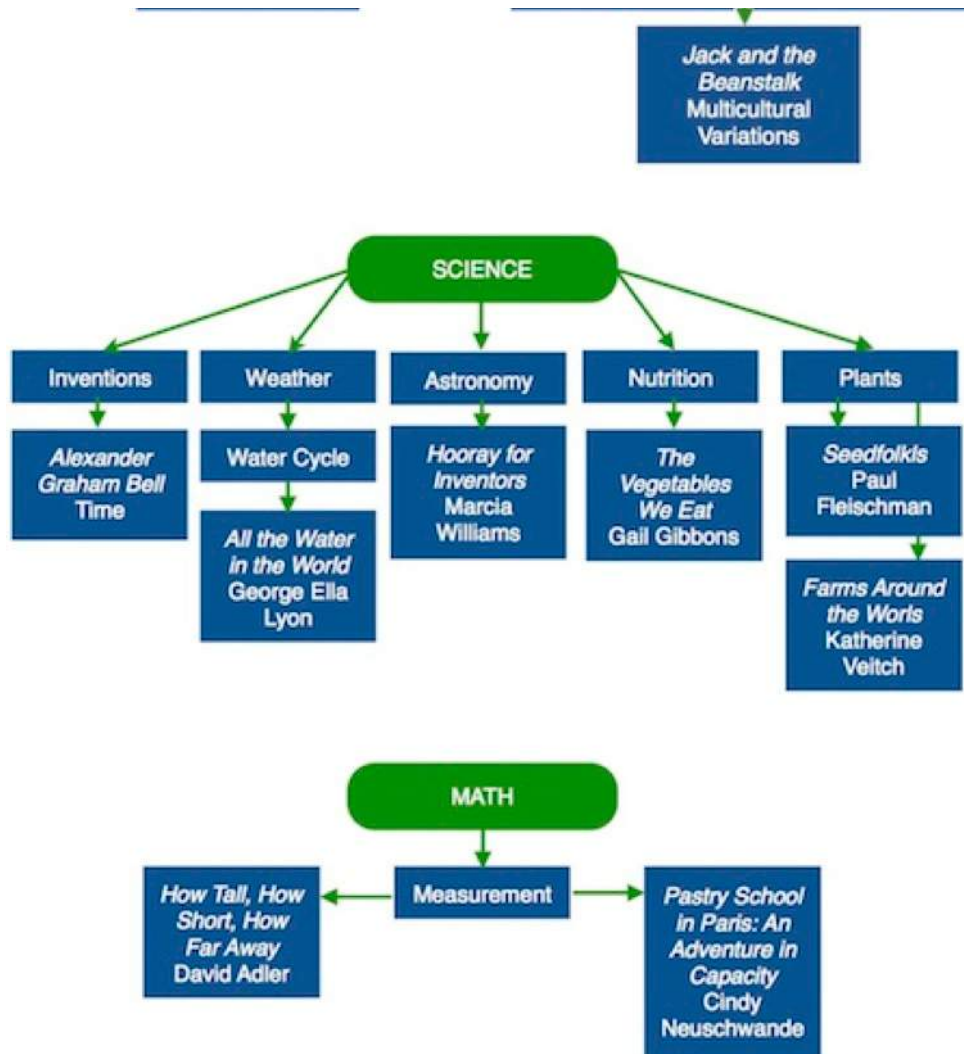 Jack and the
Beanstalk
Multicultural
Variations
SCIENCE
Inventions
Weather
Astronomy
Nutrition
Plants
Alexander
Graham Bell
Time
Water Cycle
All the Water
in the World
George Ella
Lyon
Hooray for
Inventors
Marcia
Williams
The
Vegetables
We Eat
Gail Gibbons
Seedfolkls
Paul
Fleischman
Farms Around
the Worls
Katherine
Veitch
MATH
Measurement
How Tall, How
Short, How
Far Away
David Adler
Pastry School
in Paris: An
Adventure in
Capacity
Cindy
Neuschwande